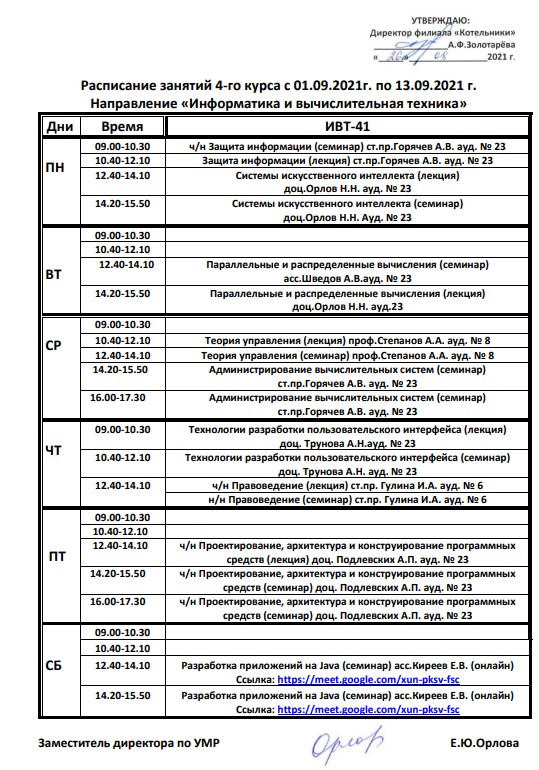 УТВЕРЖДАЮ:
Директор филиала «Котельники»
А.Ф.Золотарёва
« 26 » 08 2021 г.
Расписание занятий 4-го курса с 01.09.2021г. по 13.09.2021 г.
Направление «Информатика и вычислительная техника»
Дни Время ИВТ-41
ПН
09.00-10.30 ч/н Защита информации (семинар) ст.пр.Горячев А.В. ауд. № 23
10.40-12.10 Защита информации (лекция) ст.пр.Горячев А.В. ауд. № 23
12.40-14.10 Системы искусственного интеллекта (лекция)
доц.Орлов Н.Н. ауд. № 23
14.20-15.50 Системы искусственного интеллекта (семинар)
доц.Орлов Н.Н. Ауд. № 23
ВТ
09.00-10.30
10.40-12.10
12.40-14.10 Параллельные и распределенные вычисления (семинар)
асс.Шведов А.В.ауд. № 23
14.20-15.50 Параллельные и распределенные вычисления (лекция)
доц.Орлов Н.Н. ауд.23
СР
09.00-10.30
10.40-12.10 Теория управления (лекция) проф.Степанов А.А. ауд. № 8
12.40-14.10 Теория управления (семинар) проф.Степанов А.А. ауд. № 8
14.20-15.50 Администрирование вычислительных систем (семинар)
ст.пр.Горячев А.В. ауд. № 23
16.00-17.30 Администрирование вычислительных систем (семинар)
ст.пр.Горячев А.В. ауд. № 23
ЧТ
09.00-10.30 Технологии разработки пользовательского интерфейса (лекция)
доц. Трунова А.Н.ауд. № 23
10.40-12.10 Технологии разработки пользовательского интерфейса (семинар)
доц. Трунова А.Н. ауд. № 23
12.40-14.10 ч/н Правоведение (лекция) ст.пр. Гулина И.А. ауд. № 6
н/н Правоведение (семинар) ст.пр. Гулина И.А. ауд. № 6
ПТ
09.00-10.30
10.40-12.10
12.40-14.10 ч/н Проектирование, архитектура и конструирование программных
средств (лекция) доц. Подлевских А.П. ауд. № 23
14.20-15.50 ч/н Проектирование, архитектура и конструирование программных
средств (семинар) доц. Подлевских А.П. ауд. № 23
16.00-17.30 ч/н Проектирование, архитектура и конструирование программных
средств (семинар) доц. Подлевских А.П. ауд. № 23
СБ
09.00-10.30
10.40-12.10
12.40-14.10 Разработка приложений на Java (семинар) асс.Киреев Е.В. (онлайн)
Ссылка: https://meet.google.com/xun-pksv-fsc
14.20-15.50 Разработка приложений на Java (семинар) асс.Киреев Е.В. (онлайн)
Ссылка: https://meet.google.com/xun-pksv-fsc
Заместитель директора по УМР Е.Ю.Орлова